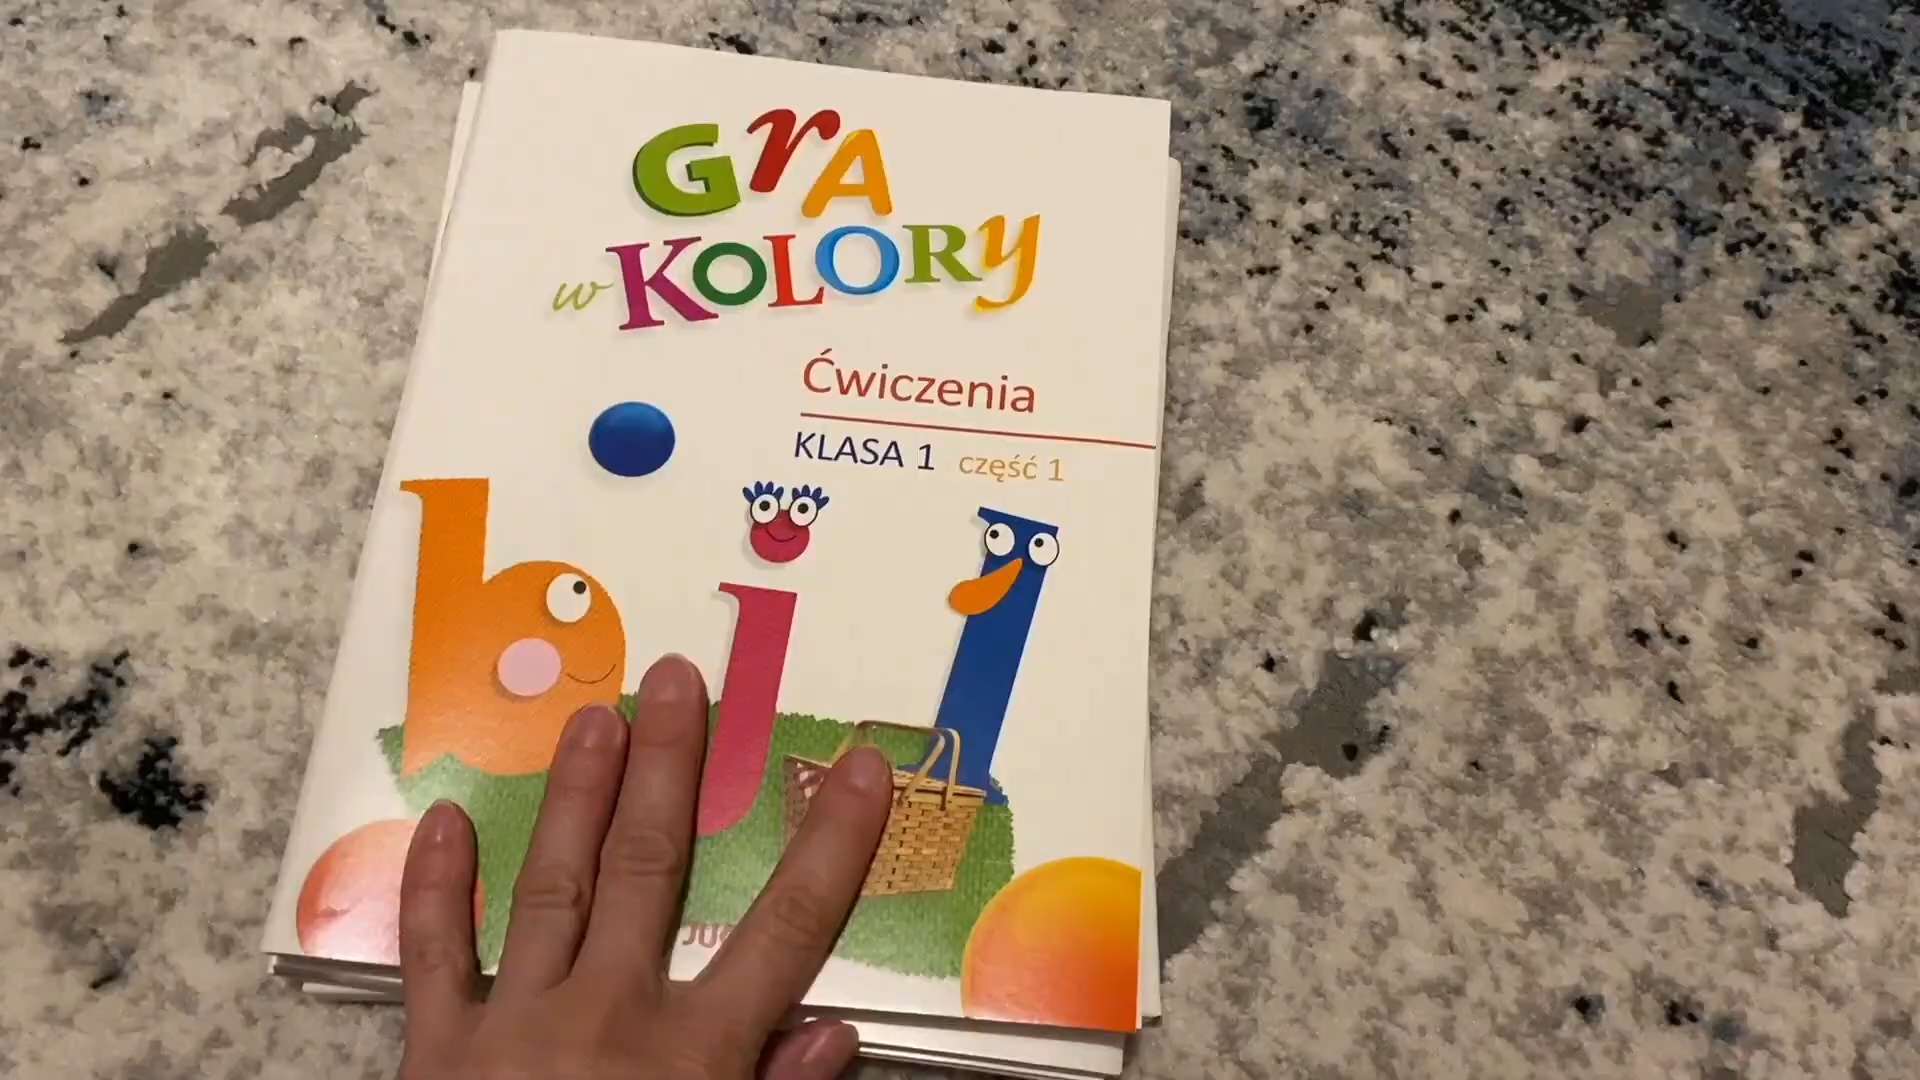 GrA
w KOLORY
Ćwiczenia
KLASA 1 część 1
b i l